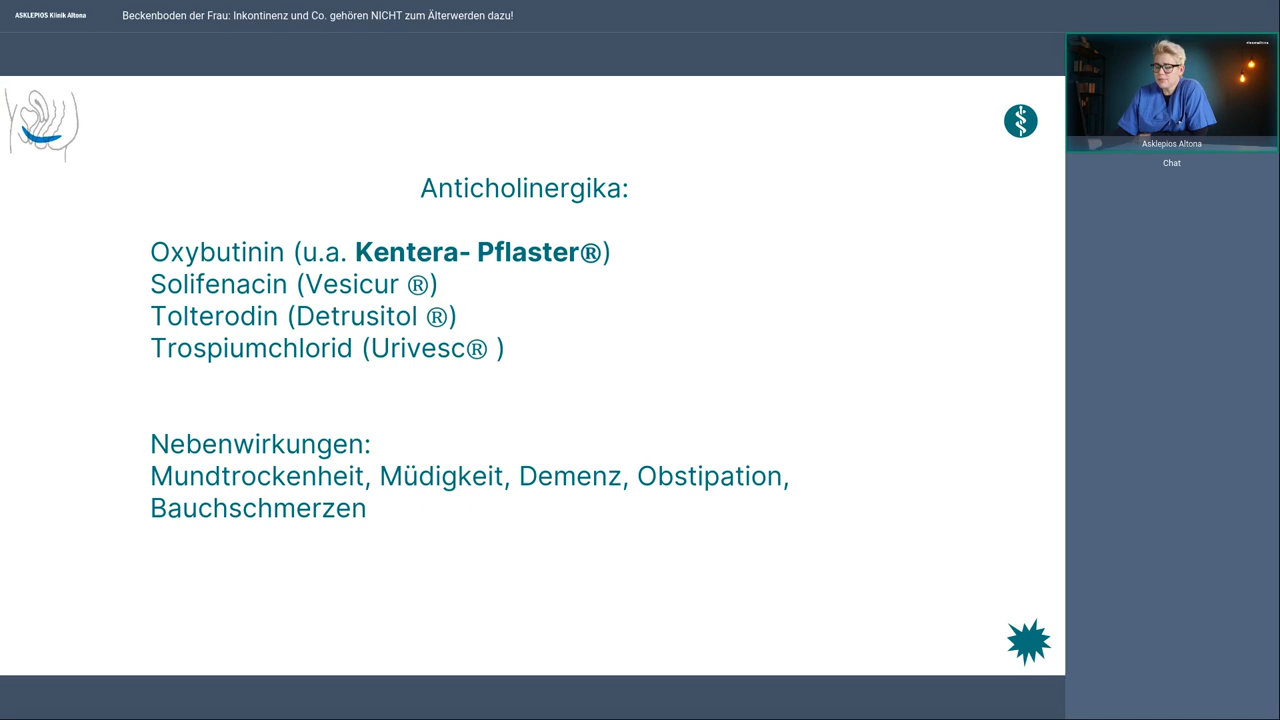 ASKLEPIOS Klinik Altona
Beckenboden der Frau: Inkontinenz und Co. gehören NICHT zum Älterwerden dazu!
Asklepios Altona
Chat
Anticholinergika:
Oxybutinin (u.a. Kentera- Pflaster®)
Solifenacin (Vesicur ®)
Tolterodin (Detrusitol ®)
Trospiumchlorid (Urivesc® )
Nebenwirkungen:
Mundtrockenheit, Müdigkeit, Demenz, Obstipation,
Bauchschmerzen